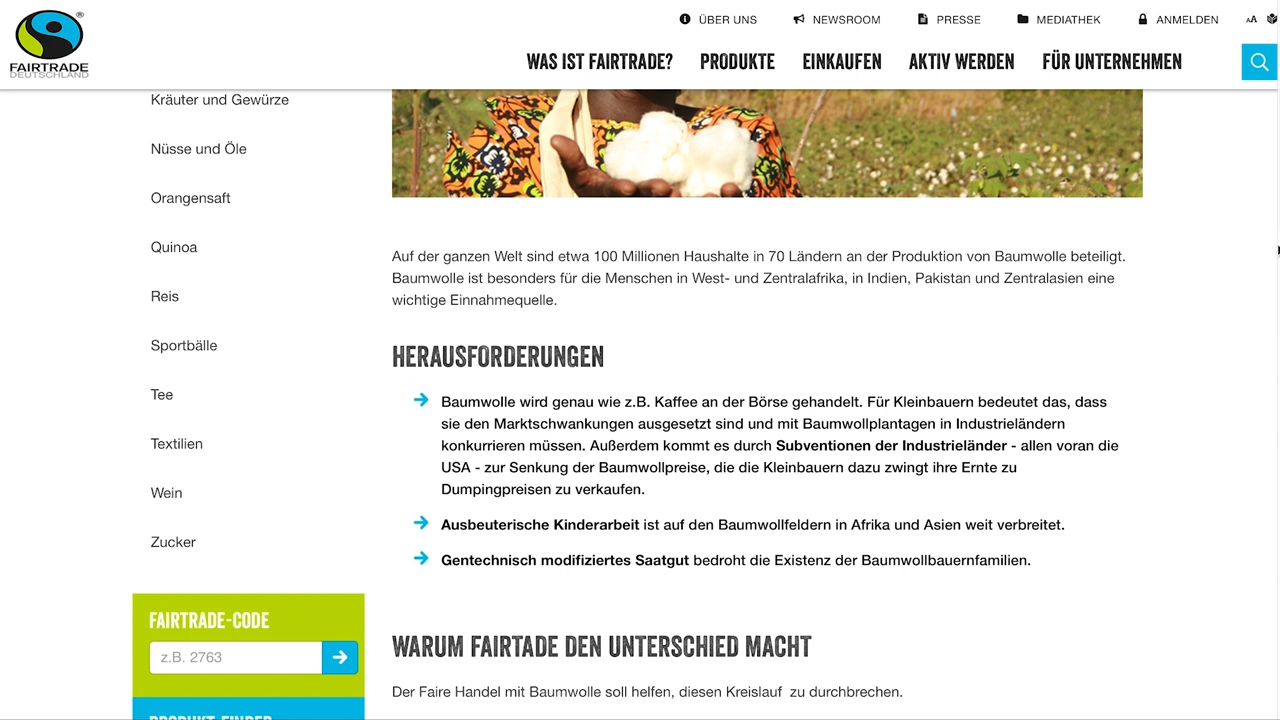 ÜBER UNS
NEWSROOM
PRESSE
MEDIATHEK
ANMELDEN
AA
FAIRTRADE
DEUTSCHLAND
WAS IST FAIRTRADE?
PRODUKTE
EINKAUFEN
AKTIV WERDEN
FÜR UNTERNEHMEN
Kräuter und Gewürze
Nüsse und Öle
Orangensaft
Quinoa
Reis
Sportbälle
Tee
Textilien
Wein
Zucker
FAIRTRADE-CODE
z.B. 2763
PRODUKT-FINDER
Auf der ganzen Welt sind etwa 100 Millionen Haushalte in 70 Ländern an der Produktion von Baumwolle beteiligt.
Baumwolle ist besonders für die Menschen in West- und Zentralafrika, in Indien, Pakistan und Zentralasien eine
wichtige Einnahmequelle.
HERAUSFORDERUNGEN
Baumwolle wird genau wie z.B. Kaffee an der Börse gehandelt. Für Kleinbauern bedeutet das, dass
sie den Marktschwankungen ausgesetzt sind und mit Baumwollplantagen in Industrieländern
konkurrieren müssen. Außerdem kommt es durch Subventionen der Industrieländer - allen voran die
USA - zur Senkung der Baumwollpreise, die die Kleinbauern dazu zwingt ihre Ernte zu
Dumpingpreisen zu verkaufen.
Ausbeuterische Kinderarbeit ist auf den Baumwollfeldern in Afrika und Asien weit verbreitet.
Gentechnisch modifiziertes Saatgut bedroht die Existenz der Baumwollbauernfamilien.
WARUM FAIRTADE DEN UNTERSCHIED MACHT
Der Faire Handel mit Baumwolle soll helfen, diesen Kreislauf zu durchbrechen.